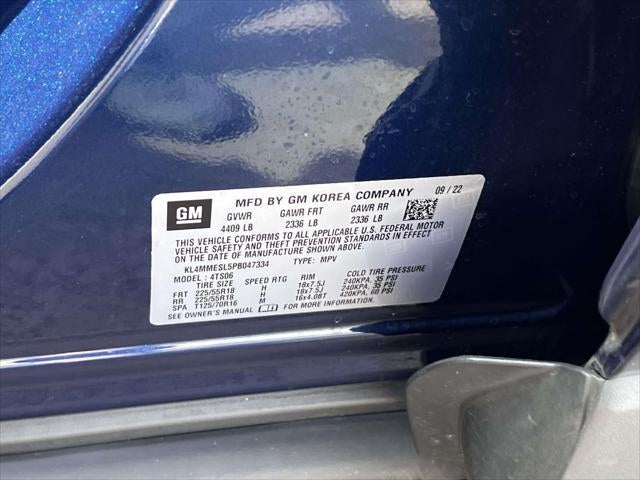 GM MFD BY GM KOREA COMPANY 09 / 22
GVWR GAWR FRT GAWR RR
4409 LB 2336 LB 2336 LB
THIS VEHICLE CONFORMS TO ALL APPLICABLE U.S. FEDERAL MOTOR
VEHICLE SAFETY AND THEFT PREVENTION STANDARDS IN EFFECT
ON THE DATE OF MANUFACTURE SHOWN ABOVE.
KL4MMESL5PB047334 TYPE: MPV
MODEL : 4TS06
TIRE SIZE SPEED RTG RIM COLD TIRE PRESSURE
FRT 225/55R18 H 18x7.5J 240KPA, 35 PSI
RR 225/55R18 H 18x7.5J 240KPA, 35 PSI
SPA T125/70R16 M 16x4.0BT 420KPA, 60 PSI
SEE OWNER'S MANUAL FOR MORE INFORMATION.